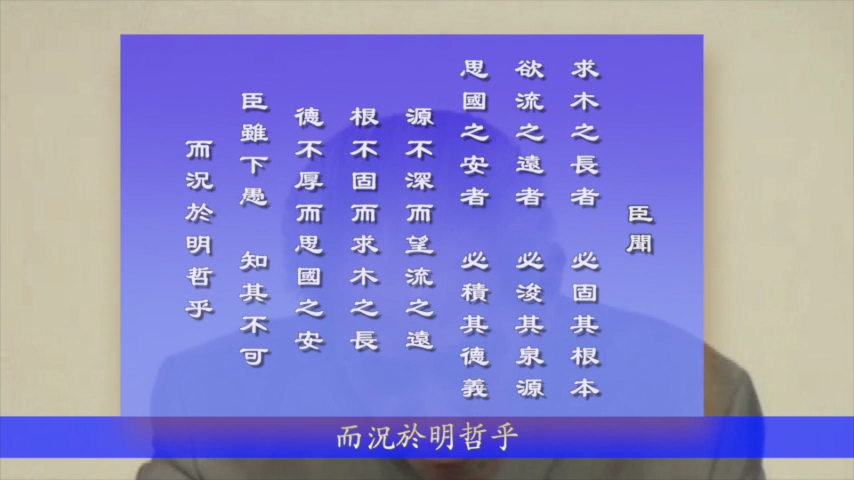 臣聞
求木之長者 必固其根本
欲流之遠者 必浚其泉源
思國之安者 必積其德義
源不深而望流之遠
根不固而求木之長
德不厚而思國之安
臣雖下愚 知其不可
而況於明哲乎
而況於明哲乎